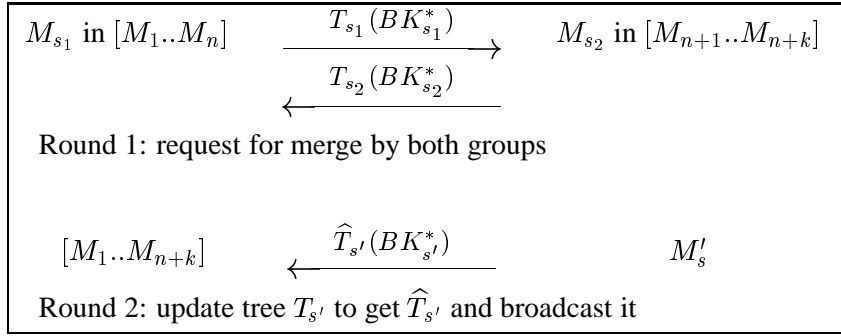 $M_{s_1}$ in $[M_1..M_n]$ $T_{s_1}(BK^*_{s_1})$ $M_{s_2}$ in $[M_{n+1}..M_{n+k}]$
$T_{s_2}(BK^*_{s_2})$
Round 1: request for merge by both groups
$[M_1..M_{n+k}]$ $\widehat{T}_{s'}(BK^*_{s'})$ $M'_s$
Round 2: update tree $T_{s'}$ to get $\widehat{T}_{s'}$ and broadcast it